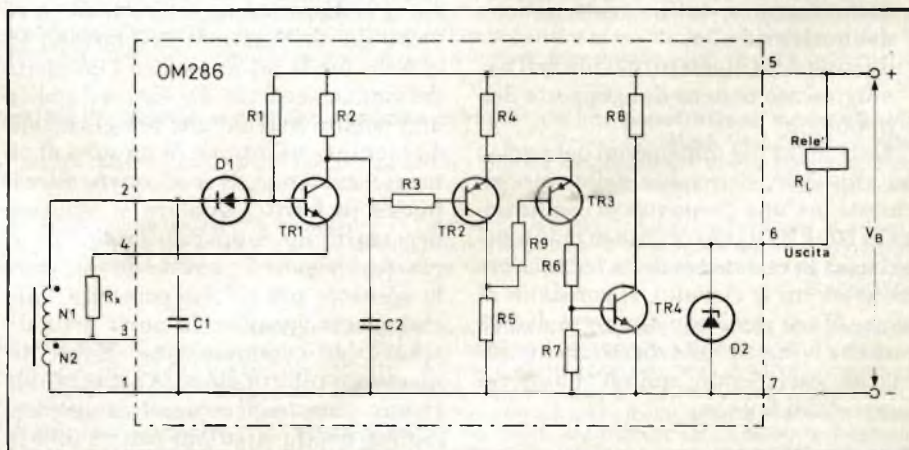 OM286
5
+
R1
R2
R4
R8
D1
Rele'
RL
2
R3
TR1
TR2
TR3
4
R9
6
Uscita
VB
R6
Rk
N1
C1
C2
R5
TR4
D2
3
N2
R7
1
7
−